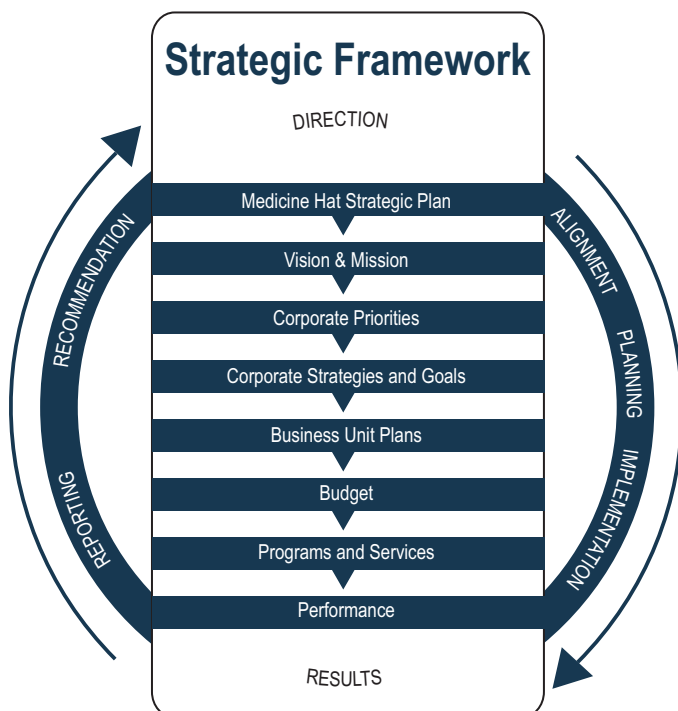 Strategic Framework
DIRECTION
Medicine Hat Strategic Plan
Vision & Mission
Corporate Priorities
Corporate Strategies and Goals
Business Unit Plans
Budget
Programs and Services
Performance
RESULTS
ALIGNMENT
PLANNING
IMPLEMENTATION
REPORTING
RECOMMENDATION